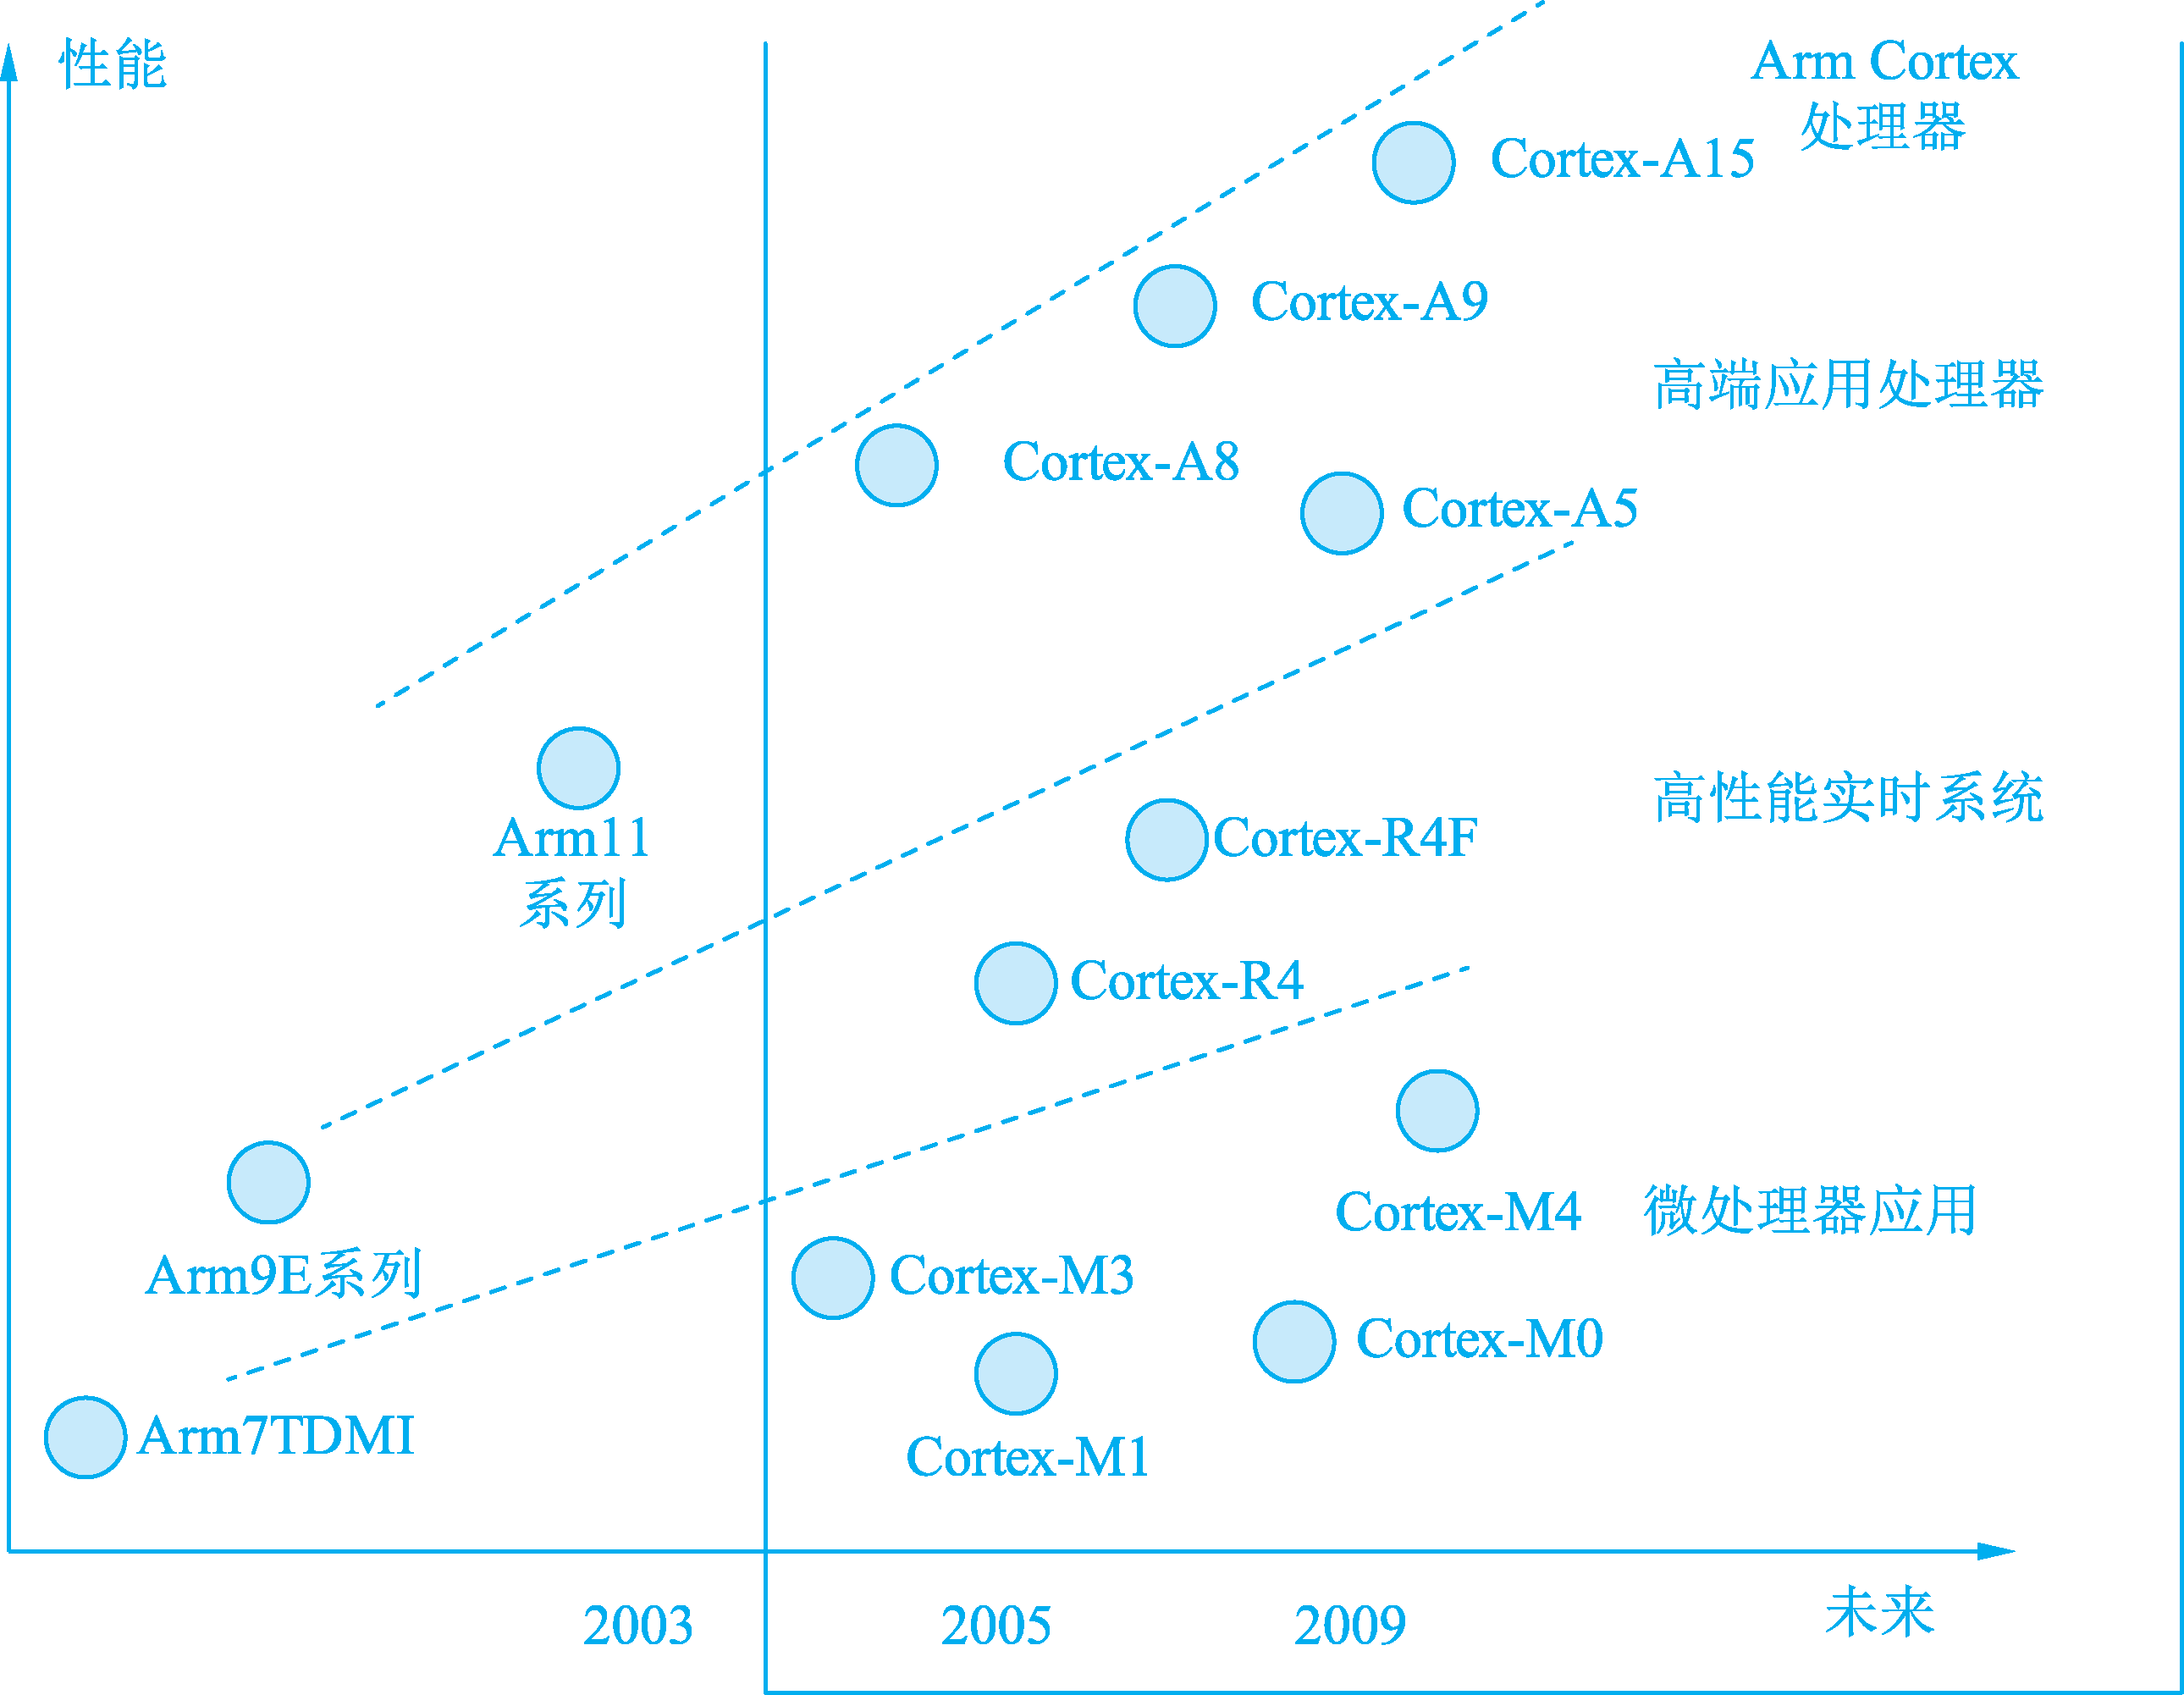 性能
Arm Cortex
处理器
Cortex-A15
Cortex-A9
高端应用处理器
Cortex-A8
Cortex-A5
高性能实时系统
Arm11
系列
Cortex-R4F
Cortex-R4
Cortex-M4
微处理器应用
Arm9E系列
Cortex-M3
Cortex-M0
Arm7TDMI
Cortex-M1
2003
2005
2009
未来